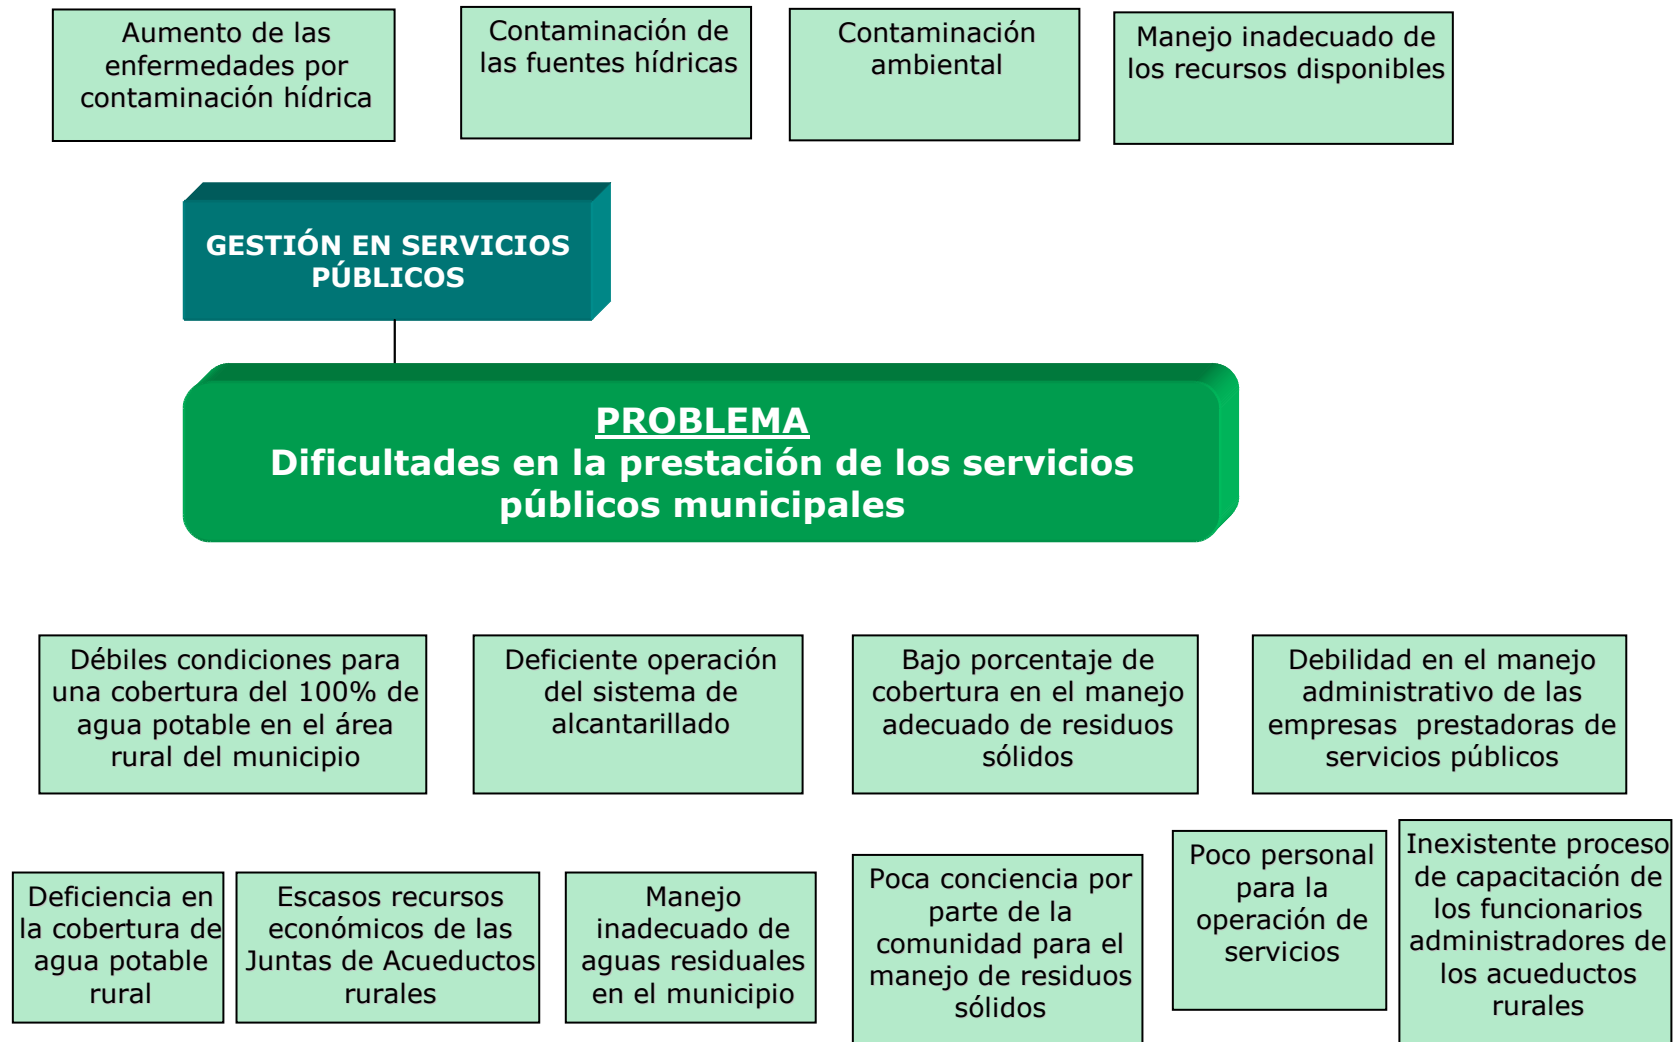 Aumento de las
enfermedades por
contaminación hídrica
Contaminación de
las fuentes hídricas
Contaminación
ambiental
Manejo inadecuado de
los recursos disponibles
GESTIÓN EN SERVICIOS
PÚBLICOS
PROBLEMA
Dificultades en la prestación de los servicios
públicos municipales
Débiles condiciones para
una cobertura del 100% de
agua potable en el área
rural del municipio
Deficiente operación
del sistema de
alcantarillado
Bajo porcentaje de
cobertura en el manejo
adecuado de residuos
sólidos
Debilidad en el manejo
administrativo de las
empresas prestadoras de
servicios públicos
Deficiencia en
la cobertura de
agua potable
rural
Escasos recursos
económicos de las
Juntas de Acueductos
rurales
Manejo
inadecuado de
aguas residuales
en el municipio
Poca conciencia por
parte de la
comunidad para el
manejo de residuos
sólidos
Poco personal
para la
operación de
servicios
Inexistente proceso
de capacitación de
los funcionarios
administradores de
los acueductos
rurales